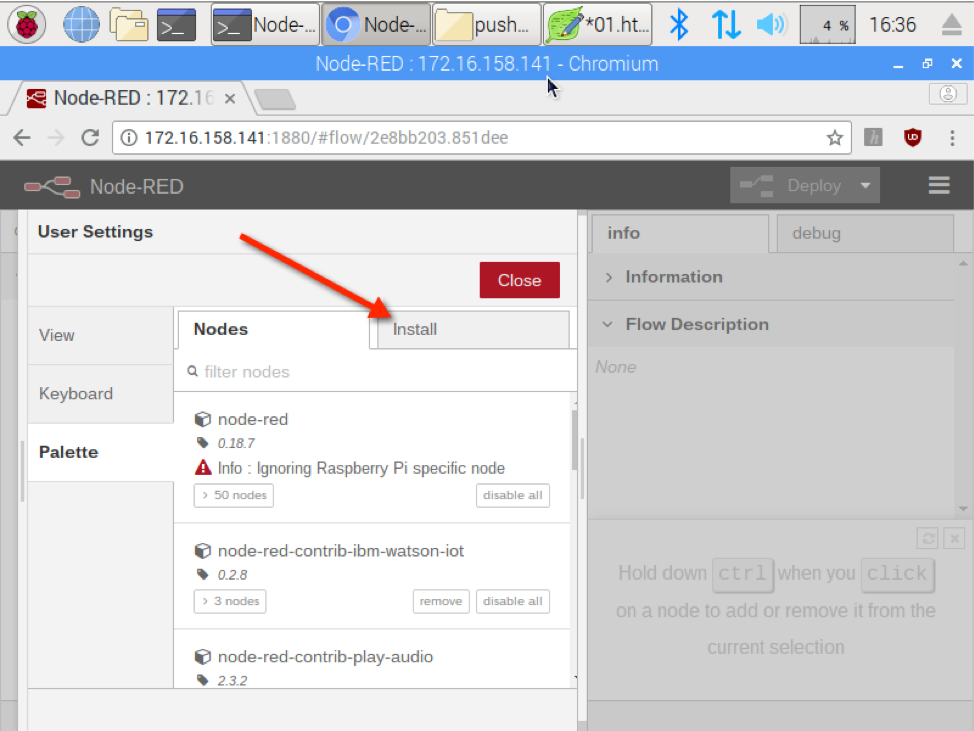 Node-...
Node-...
push...
*01.ht...
4 %
16:36
Node-RED : 172.16.158.141 - Chromium
Node-RED : 172.16
172.16.158.141:1880/#flow/2e8bb203.851dee
h
Node-RED
Deploy
User Settings
Close
View
Keyboard
Palette
Nodes
Install
filter nodes
node-red
0.18.7
Info : Ignoring Raspberry Pi specific node
50 nodes
disable all
node-red-contrib-ibm-watson-iot
0.2.8
3 nodes
remove
disable all
node-red-contrib-play-audio
2.3.2
info
debug
Information
Flow Description
None
Hold down ctrl when you click
on a node to add or remove it from the
current selection